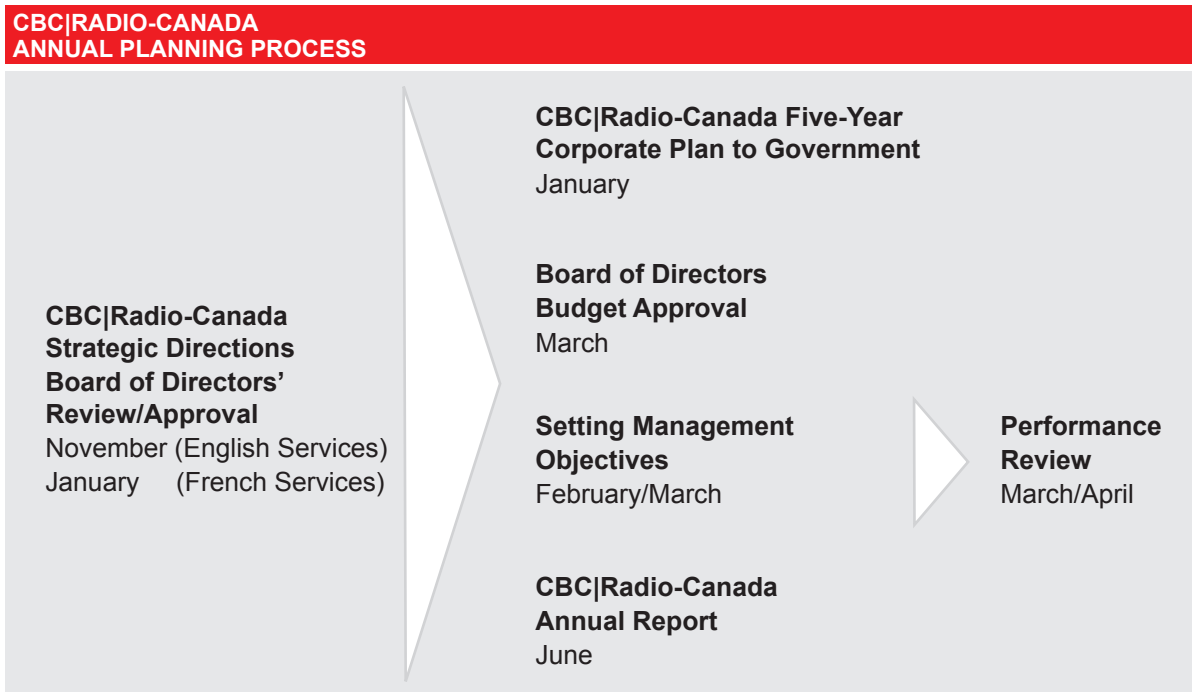 CBC|RADIO-CANADA
ANNUAL PLANNING PROCESS
CBC|Radio-Canada
Strategic Directions
Board of Directors’
Review/Approval
November (English Services)
January (French Services)
CBC|Radio-Canada Five-Year
Corporate Plan to Government
January
Board of Directors
Budget Approval
March
Setting Management
Objectives
February/March
CBC|Radio-Canada
Annual Report
June
Performance
Review
March/April